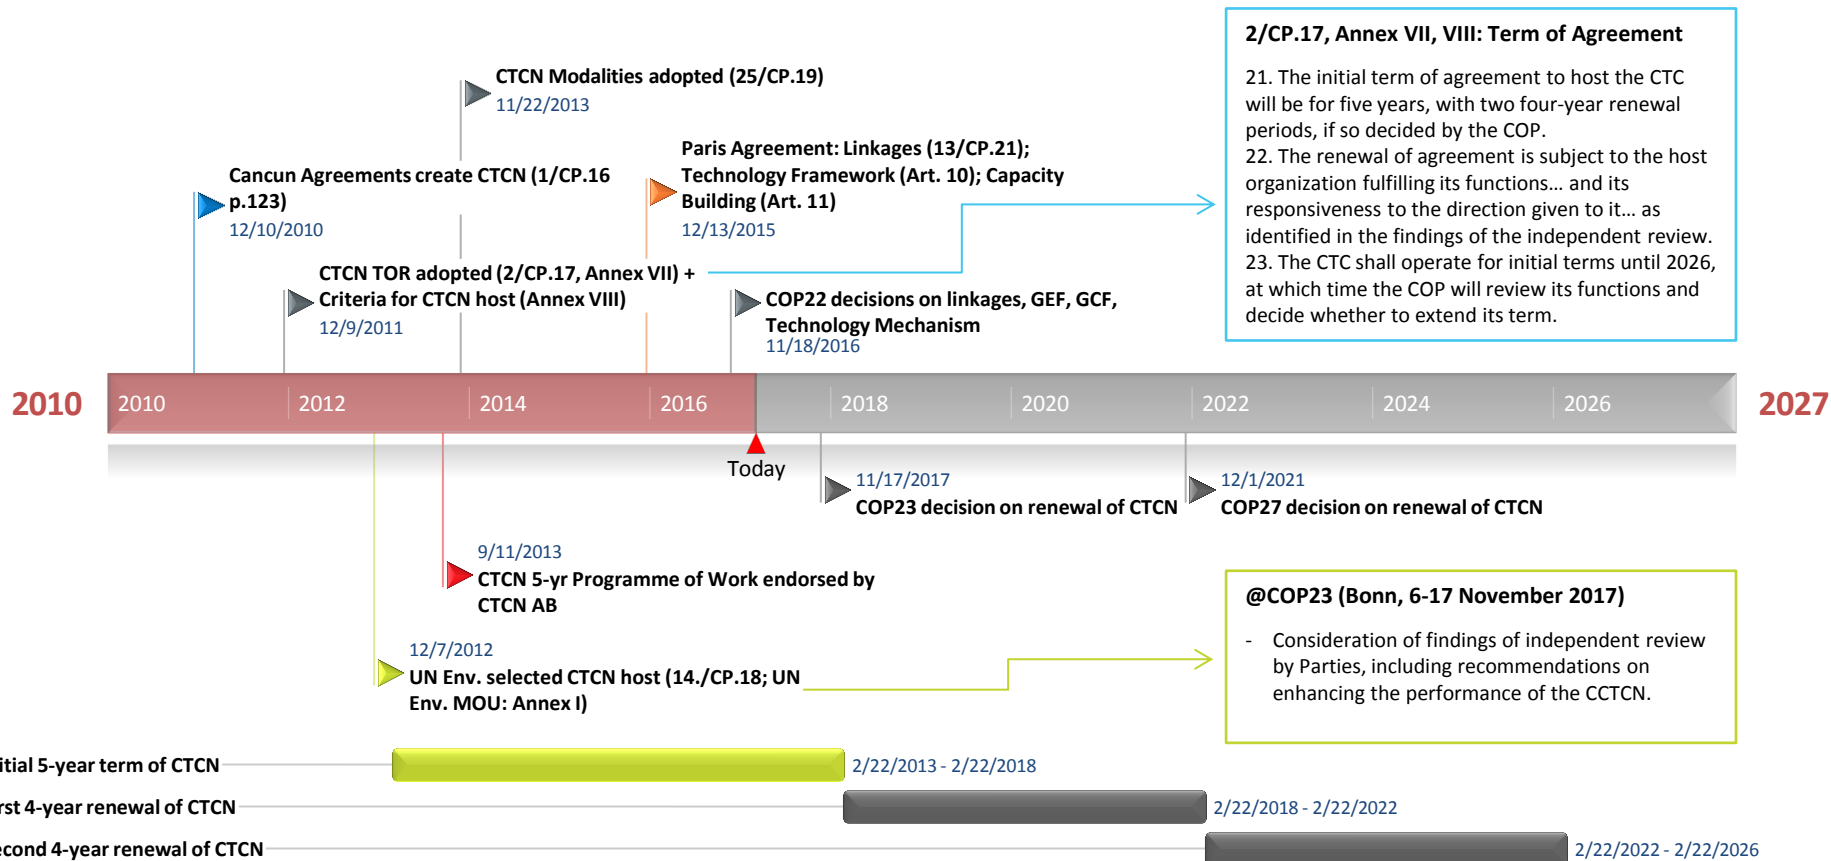 CTCN Modalities adopted (25/CP.19)
11/22/2013
Cancun Agreements create CTCN (1/CP.16
p.123)
12/10/2010
Paris Agreement: Linkages (13/CP.21);
Technology Framework (Art. 10); Capacity
Building (Art. 11)
12/13/2015
CTCN TOR adopted (2/CP.17, Annex VII) +
Criteria for CTCN host (Annex VIII)
12/9/2011
COP22 decisions on linkages, GEF, GCF,
Technology Mechanism
11/18/2016
2/CP.17, Annex VII, VIII: Term of Agreement
21. The initial term of agreement to host the CTC
will be for five years, with two four-year renewal
periods, if so decided by the COP.
22. The renewal of agreement is subject to the host
organization fulfilling its functions... and its
responsiveness to the direction given to it... as
identified in the findings of the independent review.
23. The CTC shall operate for initial terms until 2026,
at which time the COP will review its functions and
decide whether to extend its term.
2010
2010
2012
2014
2016
2018
2020
2022
2024
2026
2027
Today
11/17/2017
COP23 decision on renewal of CTCN
12/1/2021
COP27 decision on renewal of CTCN
9/11/2013
CTCN 5-yr Programme of Work endorsed by
CTCN AB
12/7/2012
UN Env. selected CTCN host (14./CP.18; UN
Env. MOU: Annex I)
@COP23 (Bonn, 6-17 November 2017)
- Consideration of findings of independent review
by Parties, including recommendations on
enhancing the performance of the CCTCN.
itial 5-year term of CTCN
2/22/2013 - 2/22/2018
rst 4-year renewal of CTCN
2/22/2018 - 2/22/2022
econd 4-year renewal of CTCN
2/22/2022 - 2/22/2026